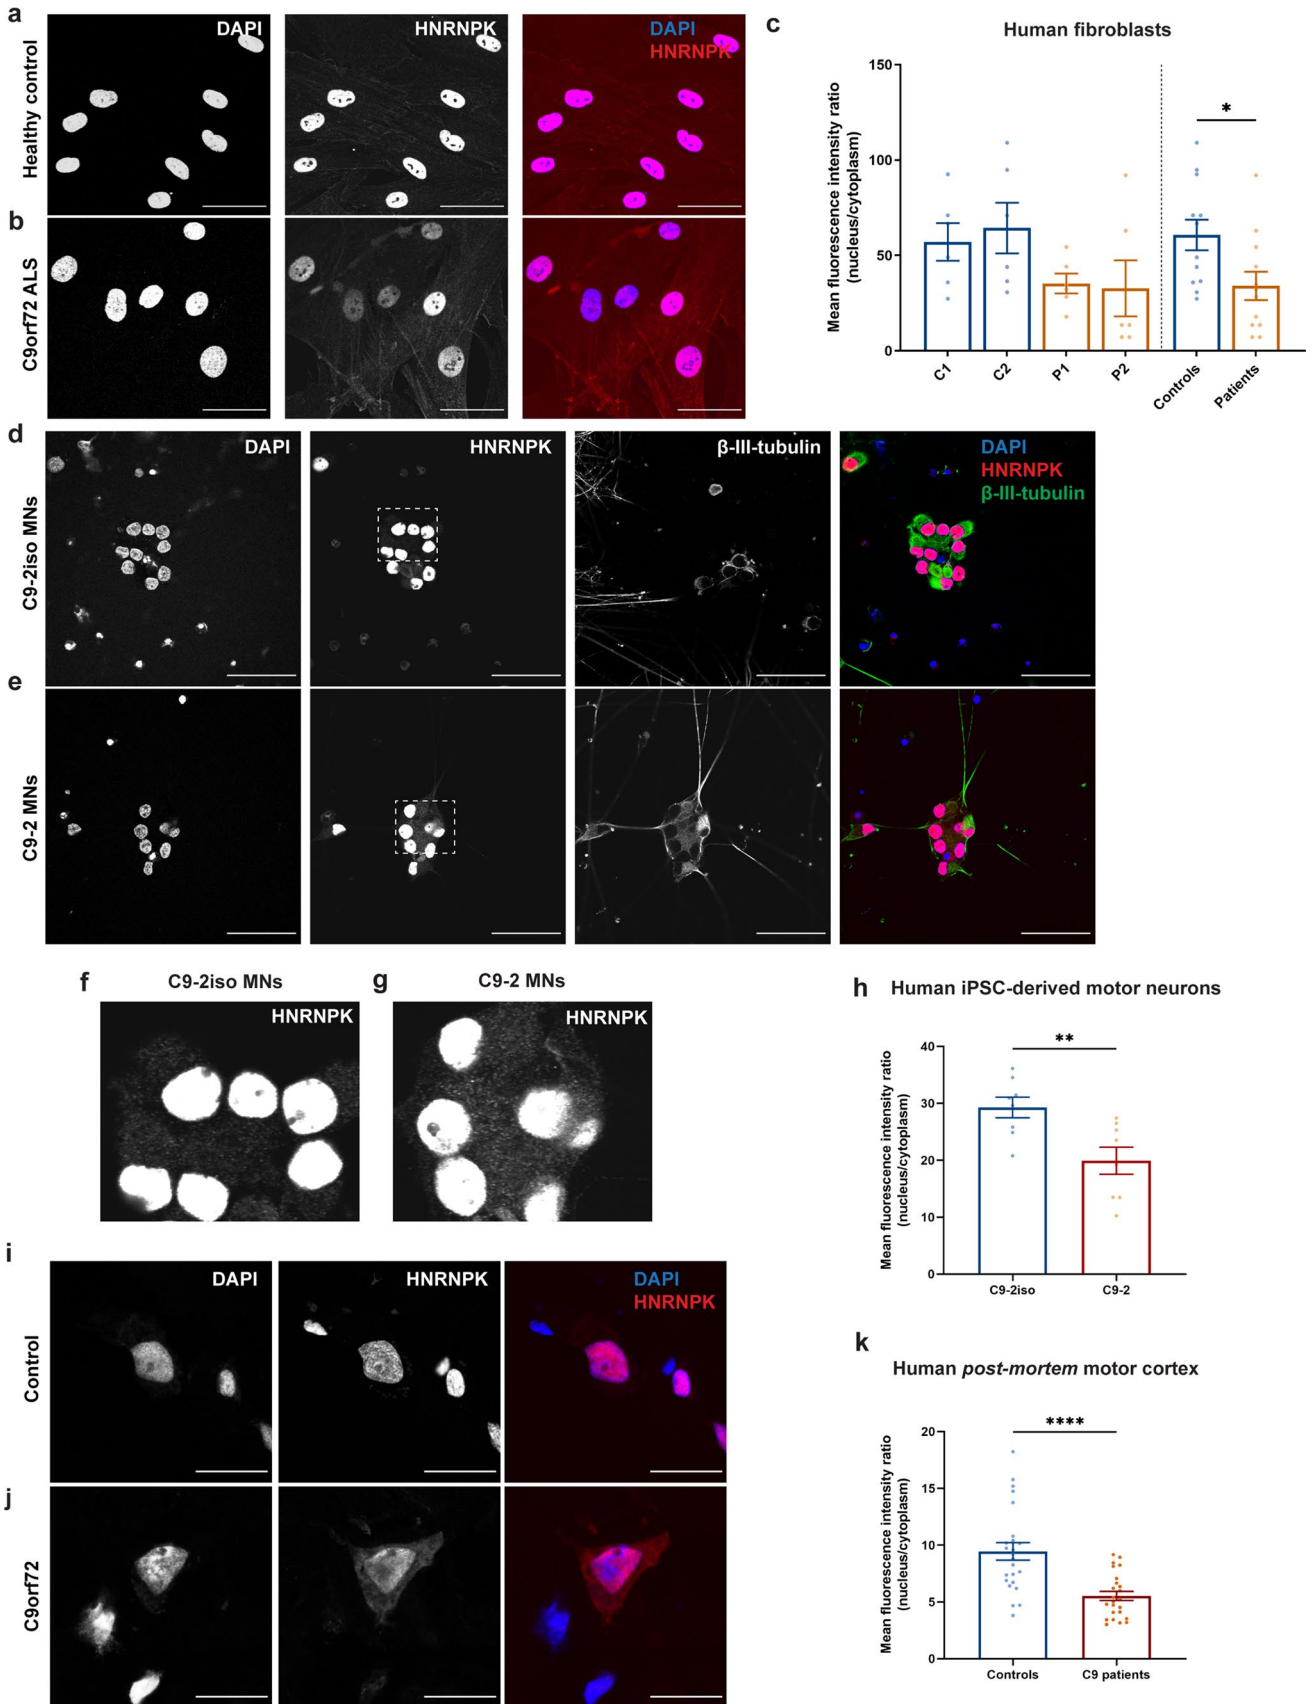 a
Healthy control
DAPI
HNRNPK
DAPI
HNRNPK
b
C9orf72 ALS
c
Human fibroblasts
Mean fluorescence intensity ratio
(nucleus/cytoplasm)
150
100
50
0
*
C1
C2
P1
P2
Controls
Patients
d
C9-2iso MNs
DAPI
HNRNPK
β-III-tubulin
DAPI
HNRNPK
β-III-tubulin
e
C9-2 MNs
f
C9-2iso MNs
HNRNPK
g
C9-2 MNs
HNRNPK
h
Human iPSC-derived motor neurons
Mean fluorescence intensity ratio
(nucleus/cytoplasm)
40
30
20
10
0
**
C9-2iso
C9-2
i
Control
DAPI
HNRNPK
DAPI
HNRNPK
j
C9orf72
k
Human post-mortem motor cortex
Mean fluorescence intensity ratio
(nucleus/cytoplasm)
20
15
10
5
0
****
Controls
C9 patients